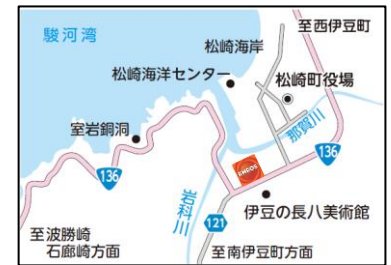 至西伊豆町
駿河湾
松崎海岸
松崎海洋センター
松崎町役場
室岩銅洞
那賀川
136
136
ENEOS
岩科川
121
伊豆の長八美術館
至波勝崎
石廊崎方面
至南伊豆町方面